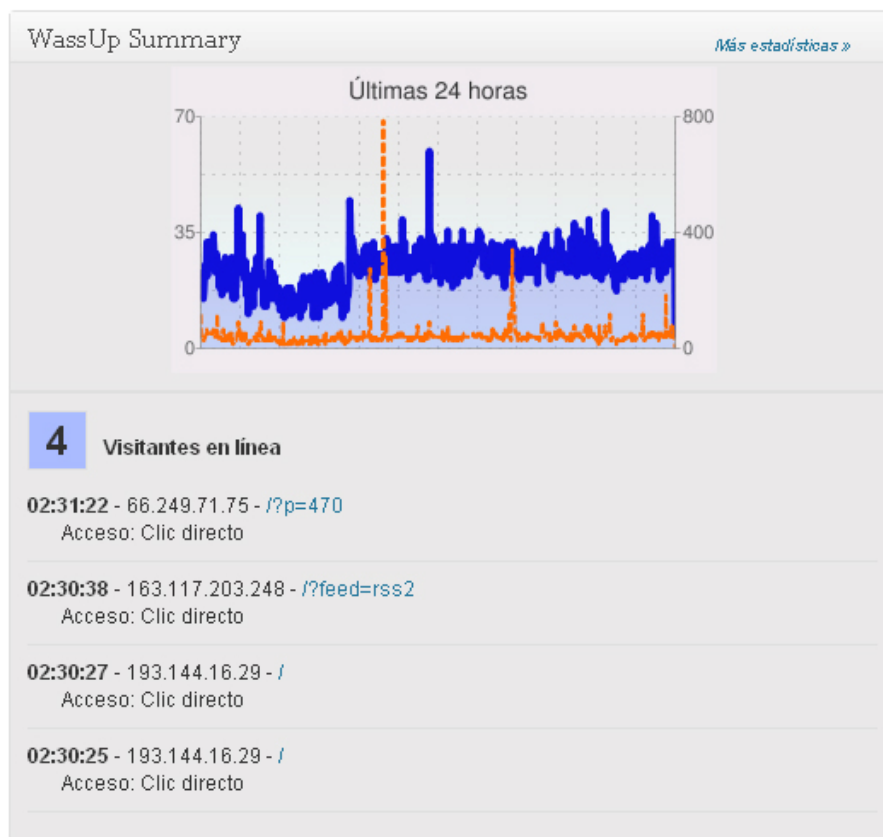 WassUp Summary
Más estadísticas »
Últimas 24 horas
70 800
35 400
0 0
4 Visitantes en línea
02:31:22 - 66.249.71.75 - /?p=470
Acceso: Clic directo
02:30:38 - 163.117.203.248 - /?feed=rss2
Acceso: Clic directo
02:30:27 - 193.144.16.29 - /
Acceso: Clic directo
02:30:25 - 193.144.16.29 - /
Acceso: Clic directo